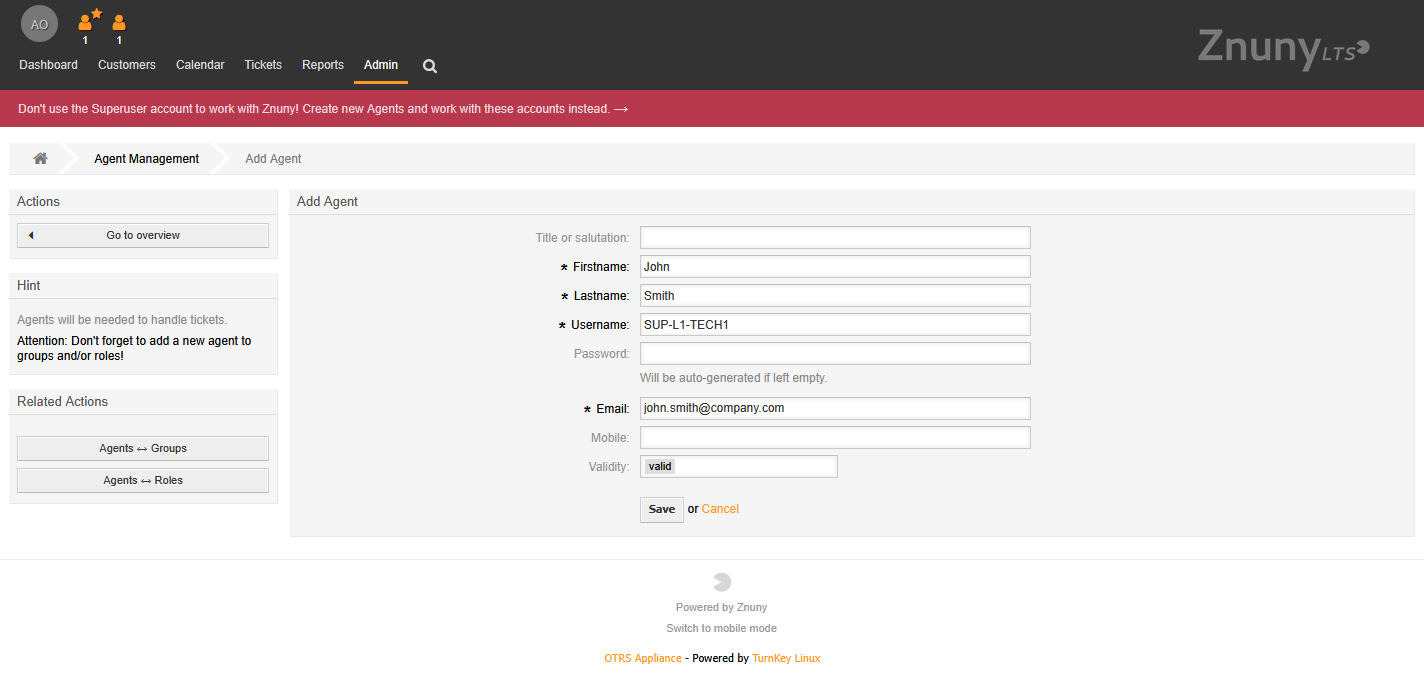 AO
1
1
Dashboard
Customers
Calendar
Tickets
Reports
Admin
Znuny LTS
Don't use the Superuser account to work with Znuny! Create new Agents and work with these accounts instead. →
Agent Management
Add Agent
Actions
Go to overview
Hint
Agents will be needed to handle tickets.
Attention: Don't forget to add a new agent to
groups and/or roles!
Related Actions
Agents ↔ Groups
Agents ↔ Roles
Add Agent
Title or salutation:
* Firstname: John
* Lastname: Smith
* Username: SUP-L1-TECH1
Password:
Will be auto-generated if left empty.
* Email: john.smith@company.com
Mobile:
Validity: valid
Save or Cancel
Powered by Znuny
Switch to mobile mode
OTRS Appliance - Powered by TurnKey Linux